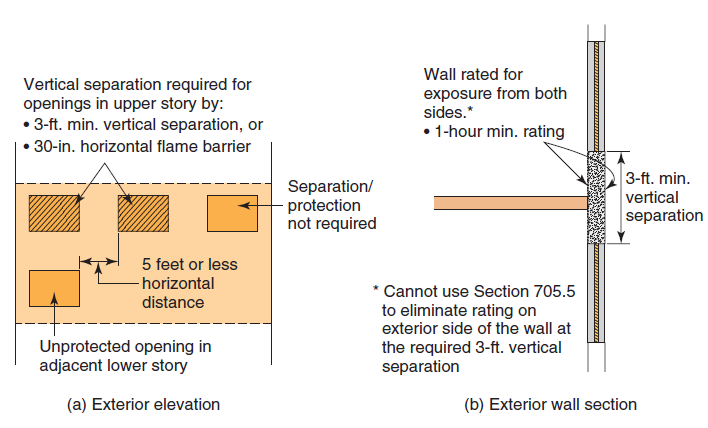 Vertical separation required for
openings in upper story by:
• 3-ft. min. vertical separation, or
• 30-in. horizontal flame barrier
Separation/
protection
not required
5 feet or less
horizontal
distance
Unprotected opening in
adjacent lower story
(a) Exterior elevation
Wall rated for
exposure from both
sides.*
• 1-hour min. rating
3-ft. min.
vertical
separation
* Cannot use Section 705.5
to eliminate rating on
exterior side of the wall at
the required 3-ft. vertical
separation
(b) Exterior wall section